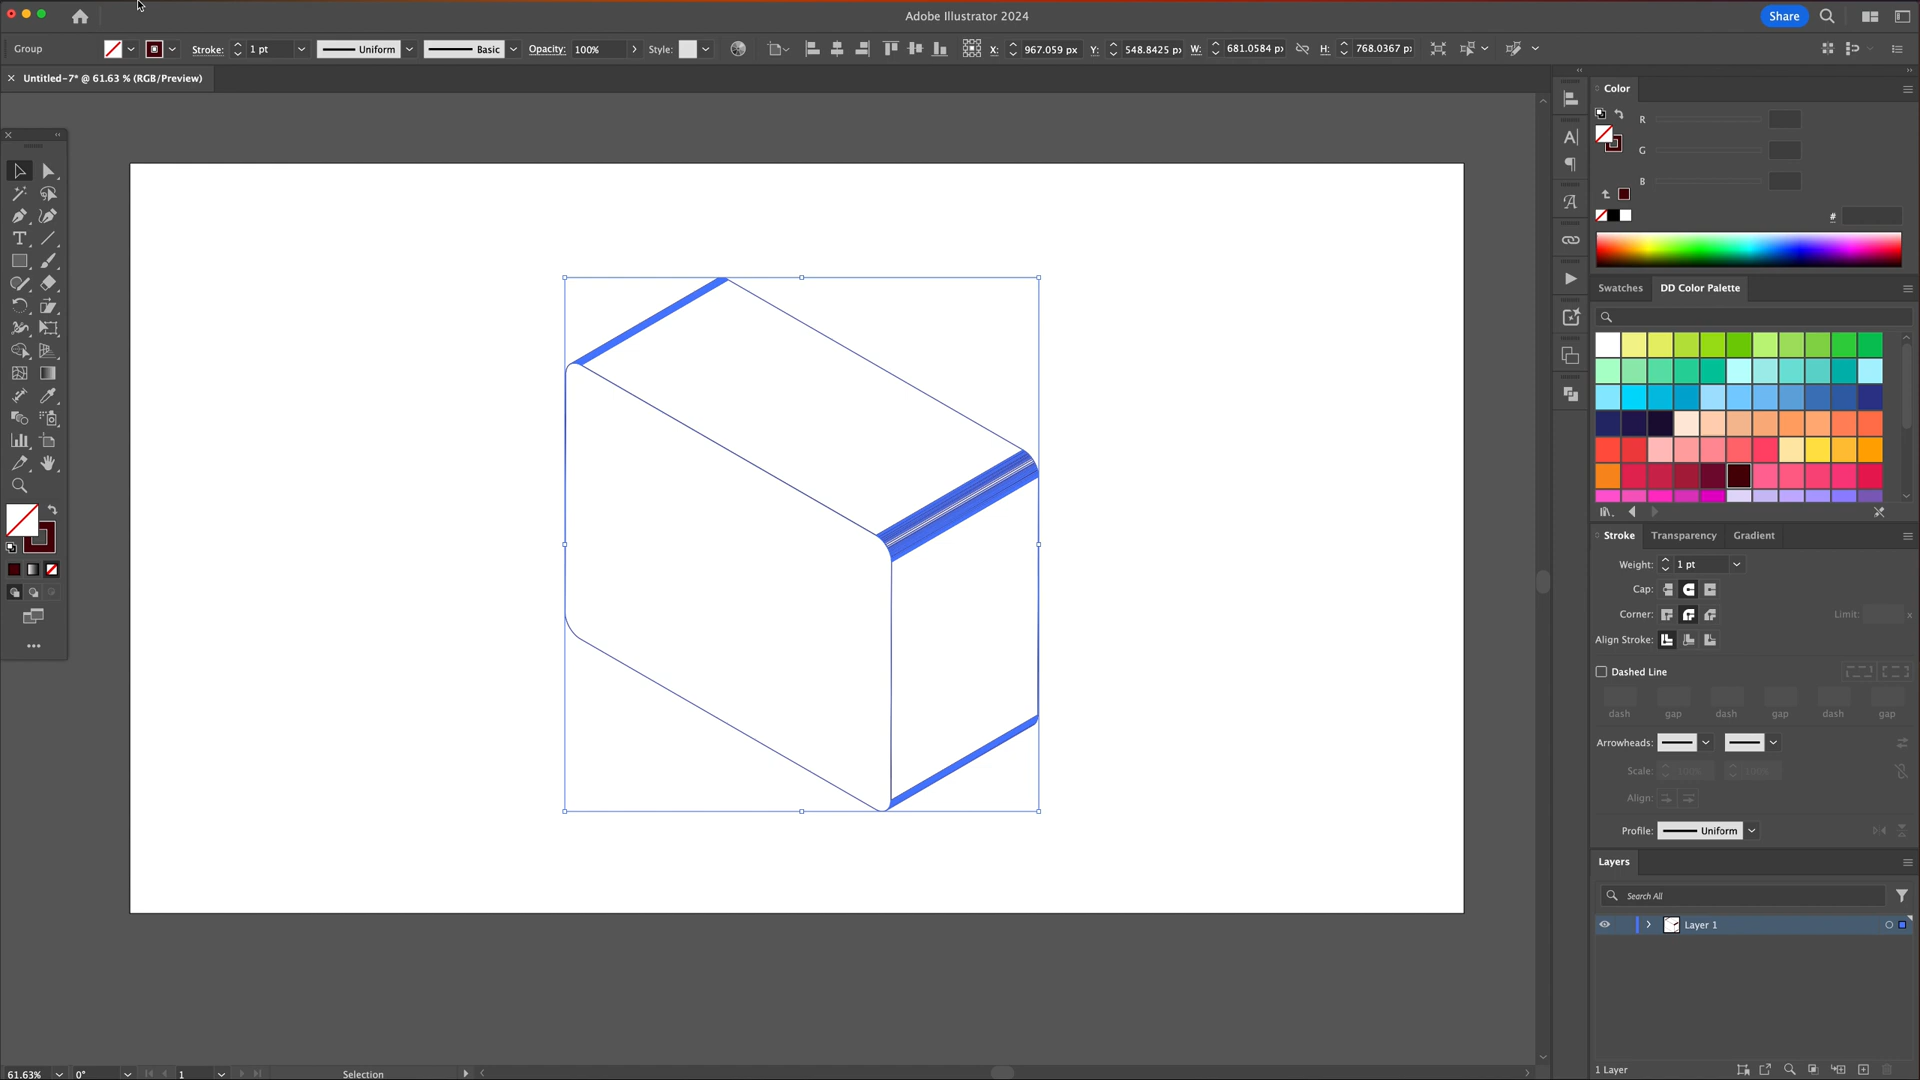 Adobe Illustrator 2024
Share
Group
Stroke: 1 pt
Uniform
Basic
Opacity: 100%
Style:
X: 967.059 px
Y: 548.8425 px
W: 681.0584 px
H: 768.0367 px
Untitled-7* @ 61.63 % (RGB/Preview)
Color
R
G
B
#
Swatches
DD Color Palette
Stroke
Transparency
Gradient
Weight: 1 pt
Cap:
Corner:
Limit:
x
Align Stroke:
Dashed Line
dash
gap
dash
gap
dash
gap
Arrowheads:
Scale: 100% 100%
Align:
Profile: Uniform
Layers
Search All
Layer 1
1 Layer
61.63%
0°
1
Selection